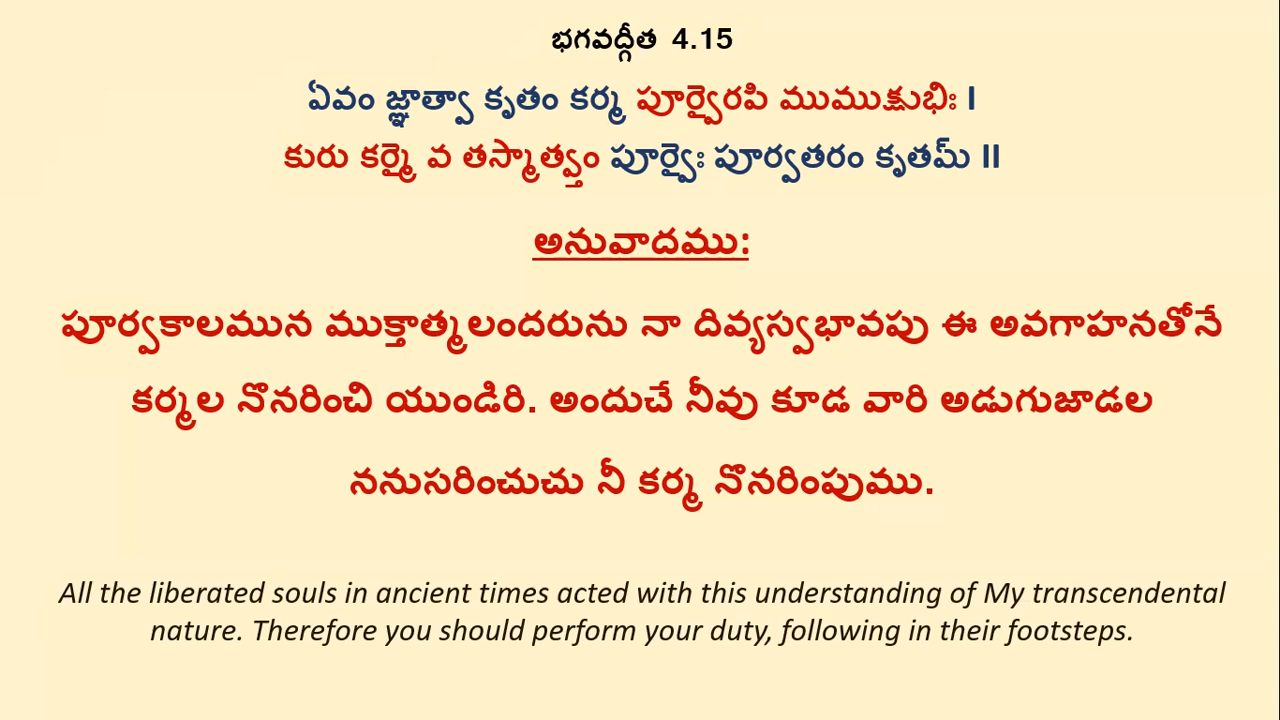 భగవద్గీత 4.15
ఏవం జ్ఞాత్వా కృతం కర్మ పూర్వైరపి ముముక్షుభిః I
కురు కర్మై వ తస్మాత్వం పూర్వైః పూర్వతరం కృతమ్ II
అనువాదము:
పూర్వకాలమున ముక్తాత్మలందరును నా దివ్యస్వభావపు ఈ అవగాహనతోనే
కర్మల నొనరించి యుండిరి. అందుచే నీవు కూడ వారి అడుగుజాడల
ననుసరించుచు నీ కర్మ నొనరింపుము.
All the liberated souls in ancient times acted with this understanding of My transcendental
nature. Therefore you should perform your duty, following in their footsteps.